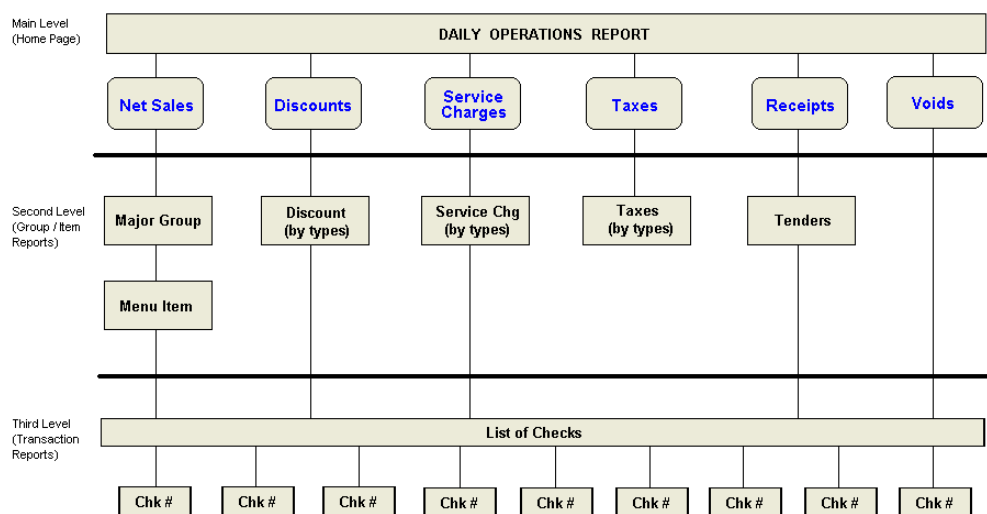 Main Level
(Home Page)
DAILY OPERATIONS REPORT
Net Sales
Discounts
Service
Charges
Taxes
Receipts
Voids
Second Level
(Group / Item
Reports)
Major Group
Discount
(by types)
Service Chg
(by types)
Taxes
(by types)
Tenders
Menu Item
Third Level
(Transaction
Reports)
List of Checks
Chk #
Chk #
Chk #
Chk #
Chk #
Chk #
Chk #
Chk #
Chk #